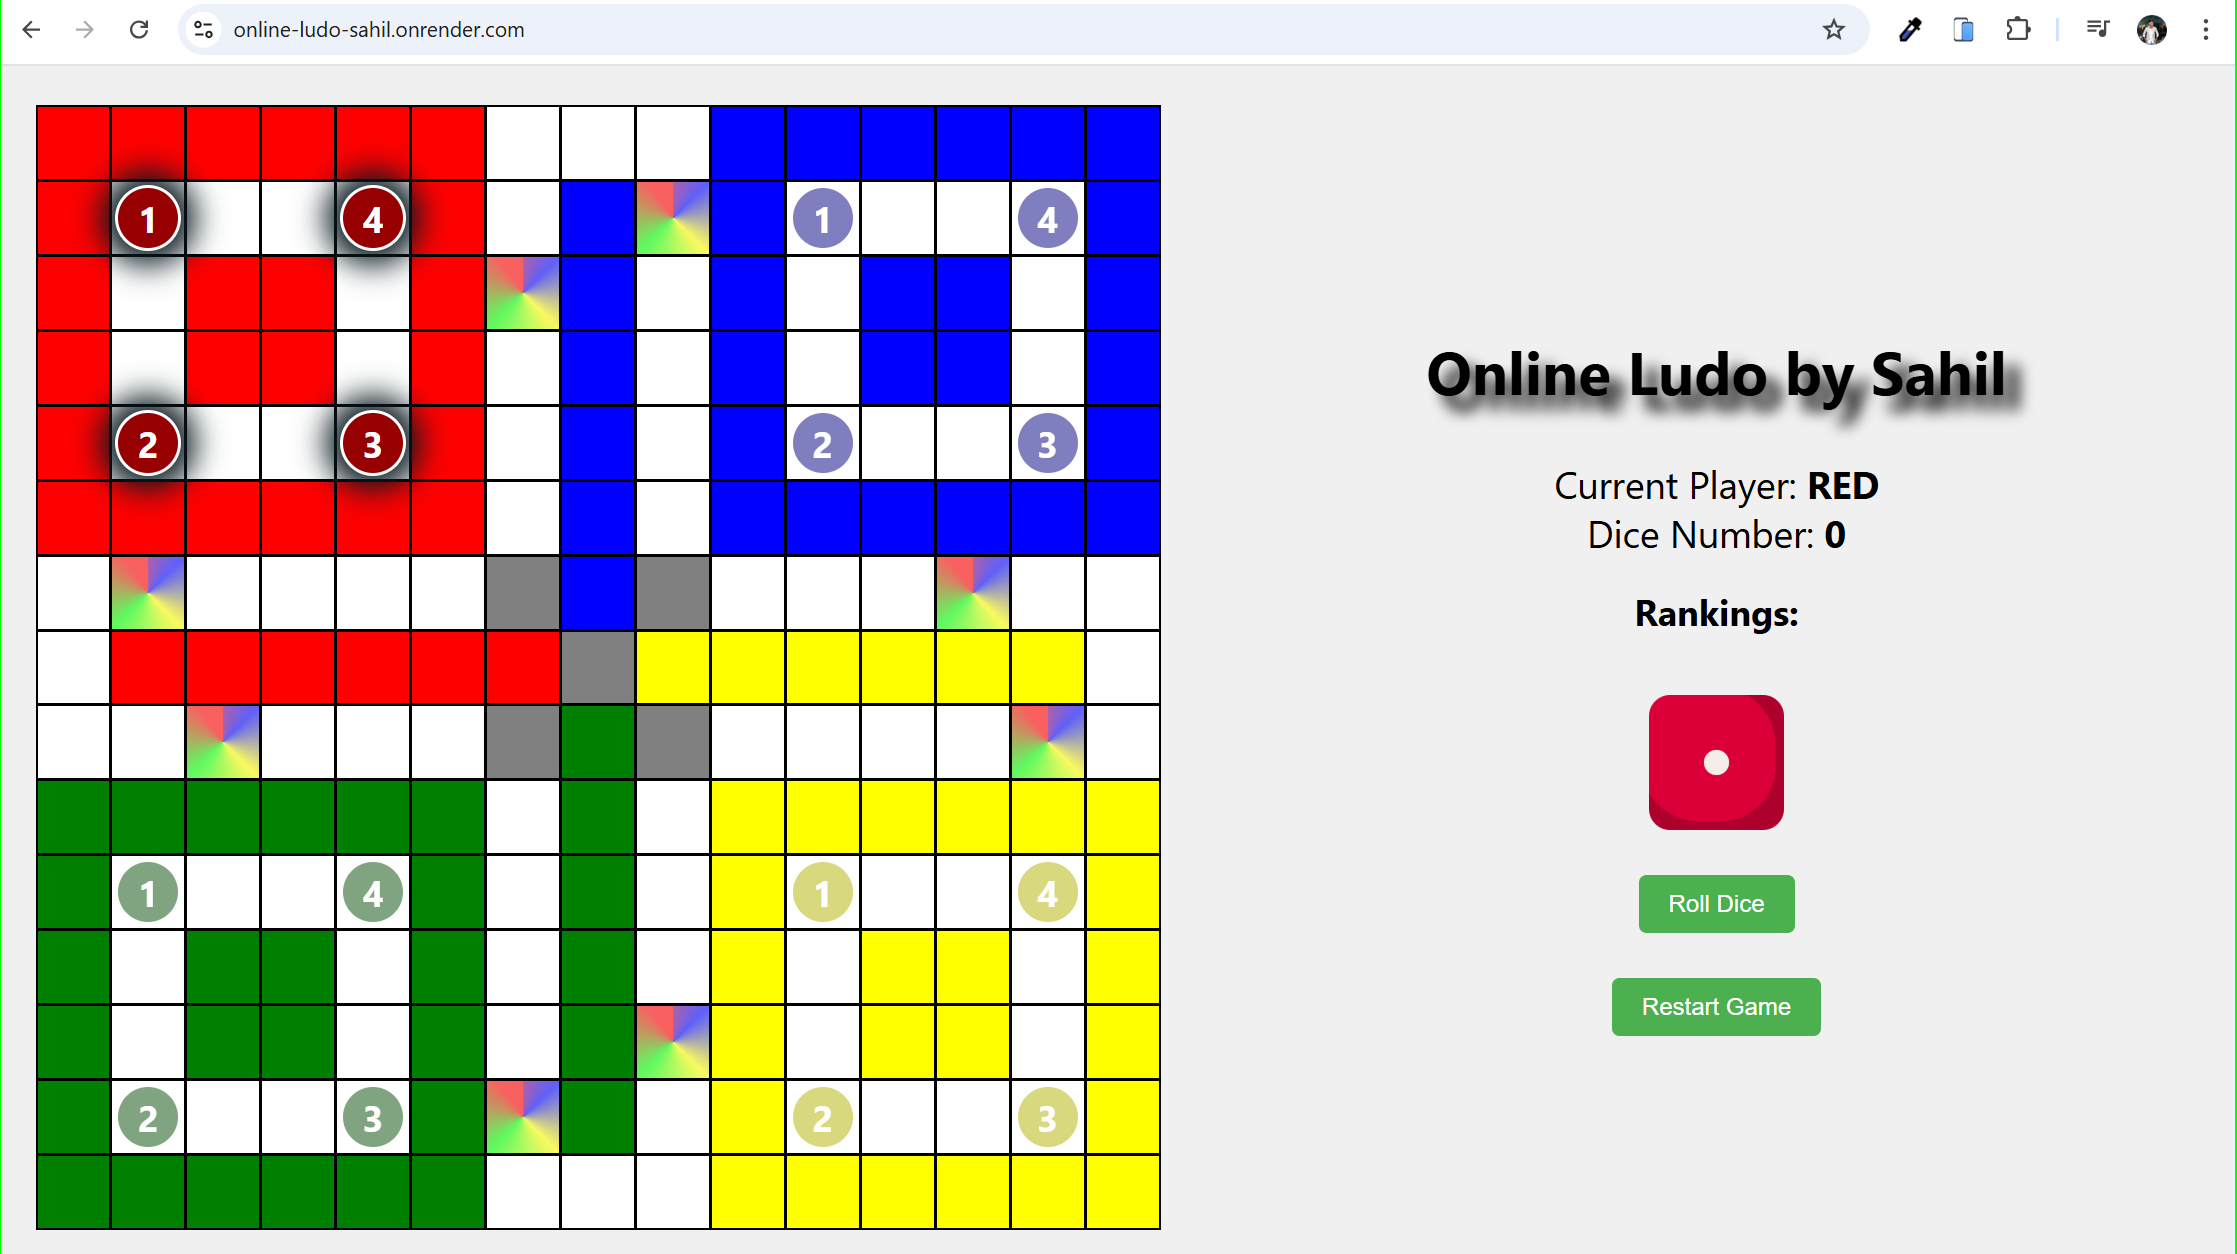 online-ludo-sahil.onrender.com
1 4 1 4
2 3 2 3
Online Ludo by Sahil
Current Player: RED
Dice Number: 0
Rankings:
Roll Dice
Restart Game
1 4 1 4
2 3 2 3